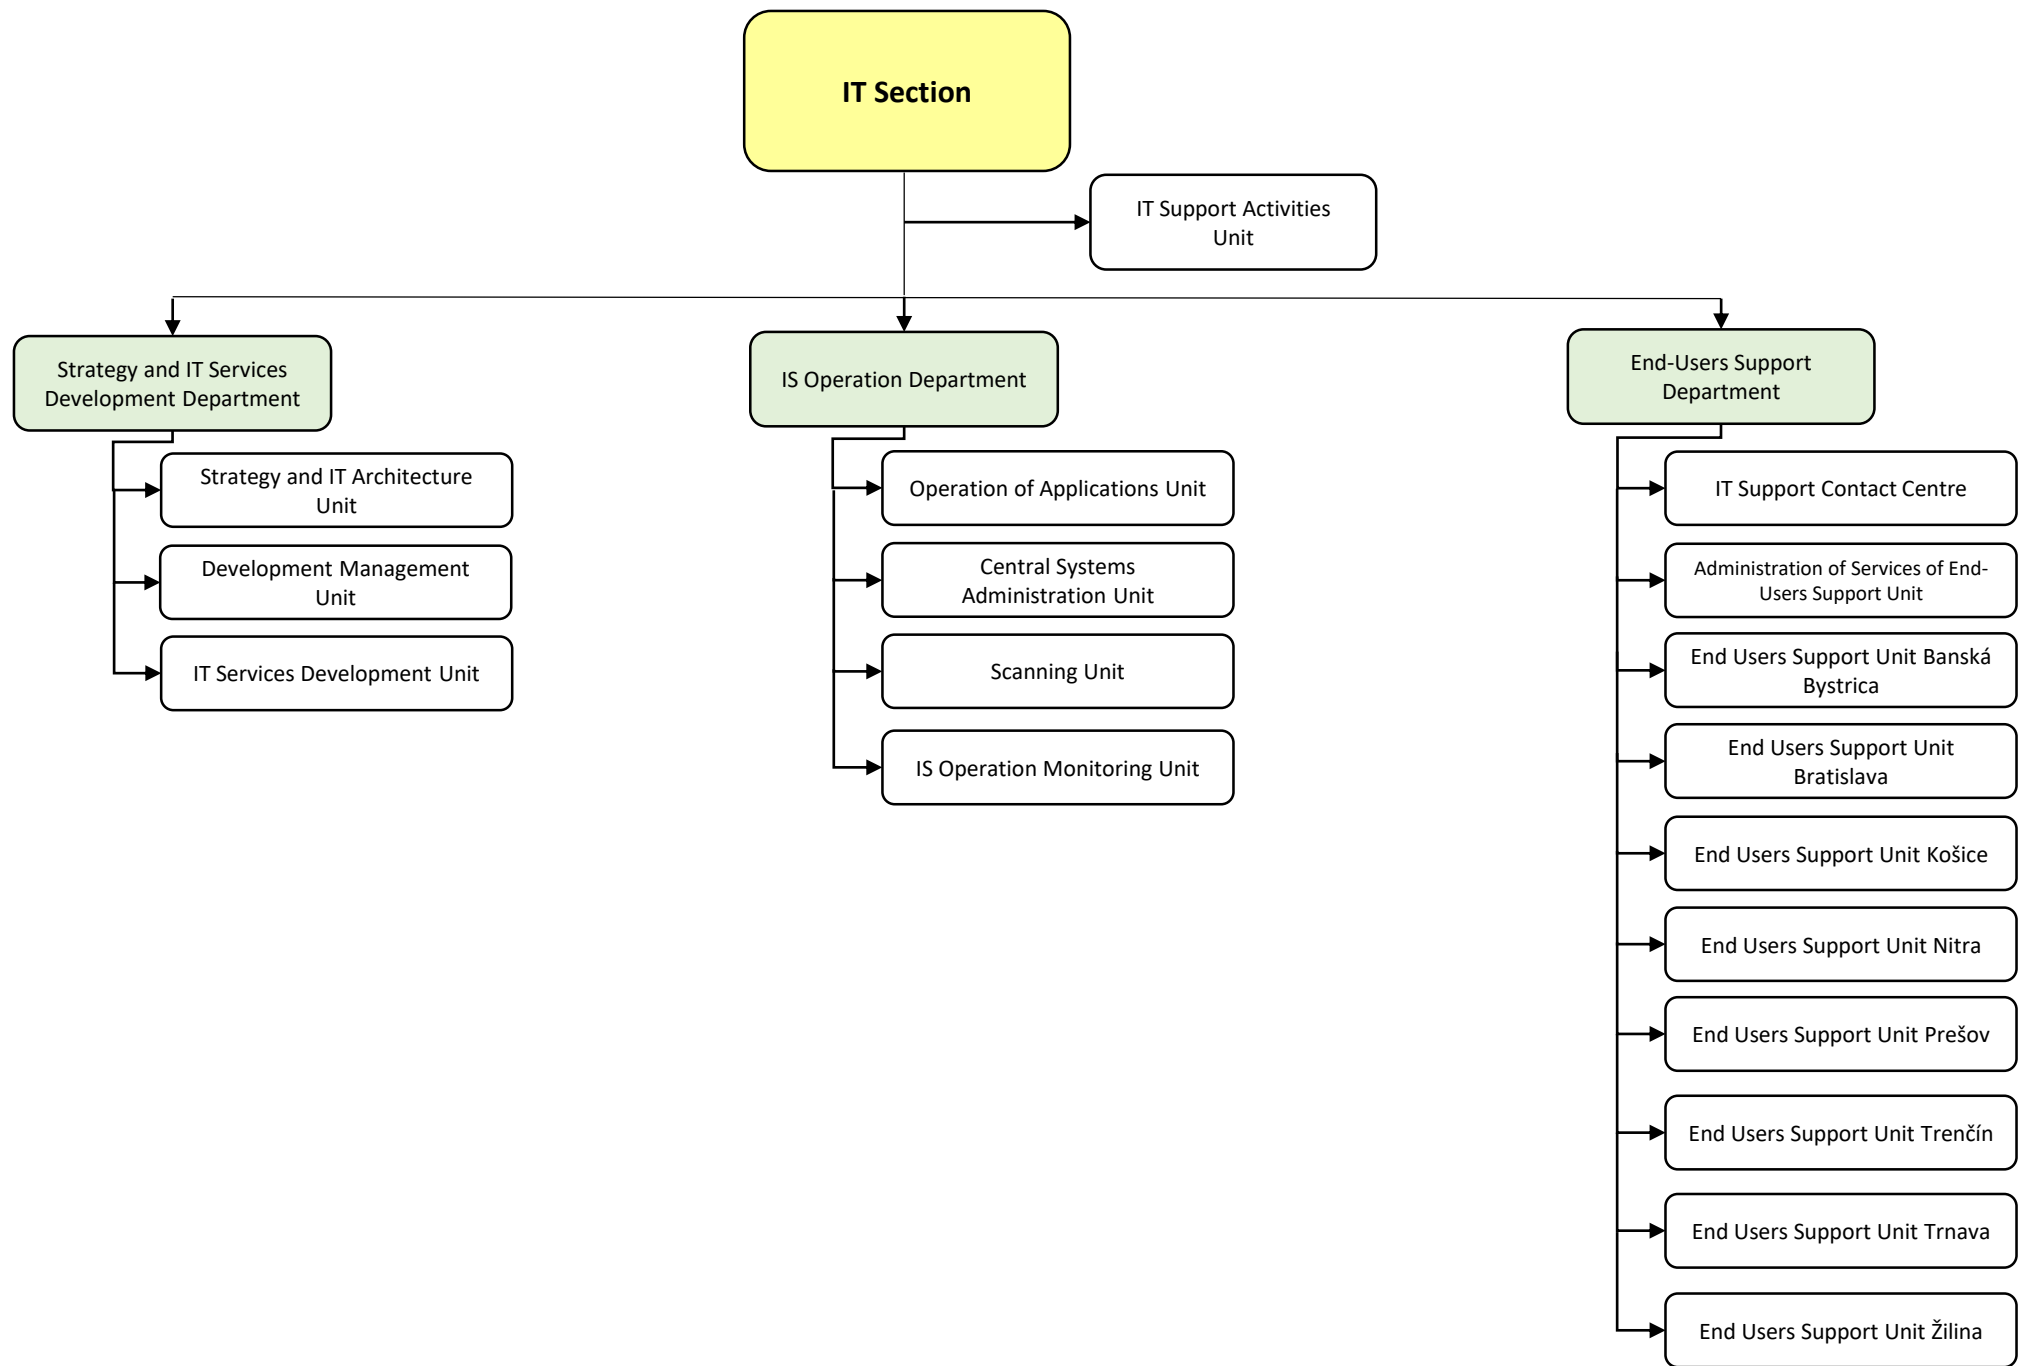 IT Section
IT Support Activities
Unit
Strategy and IT Services
Development Department
IS Operation Department
End-Users Support
Department
Strategy and IT Architecture
Unit
Development Management
Unit
IT Services Development Unit
Operation of Applications Unit
Central Systems
Administration Unit
Scanning Unit
IS Operation Monitoring Unit
IT Support Contact Centre
Administration of Services of End-
Users Support Unit
End Users Support Unit Banská
Bystrica
End Users Support Unit
Bratislava
End Users Support Unit Košice
End Users Support Unit Nitra
End Users Support Unit Prešov
End Users Support Unit Trenčín
End Users Support Unit Trnava
End Users Support Unit Žilina